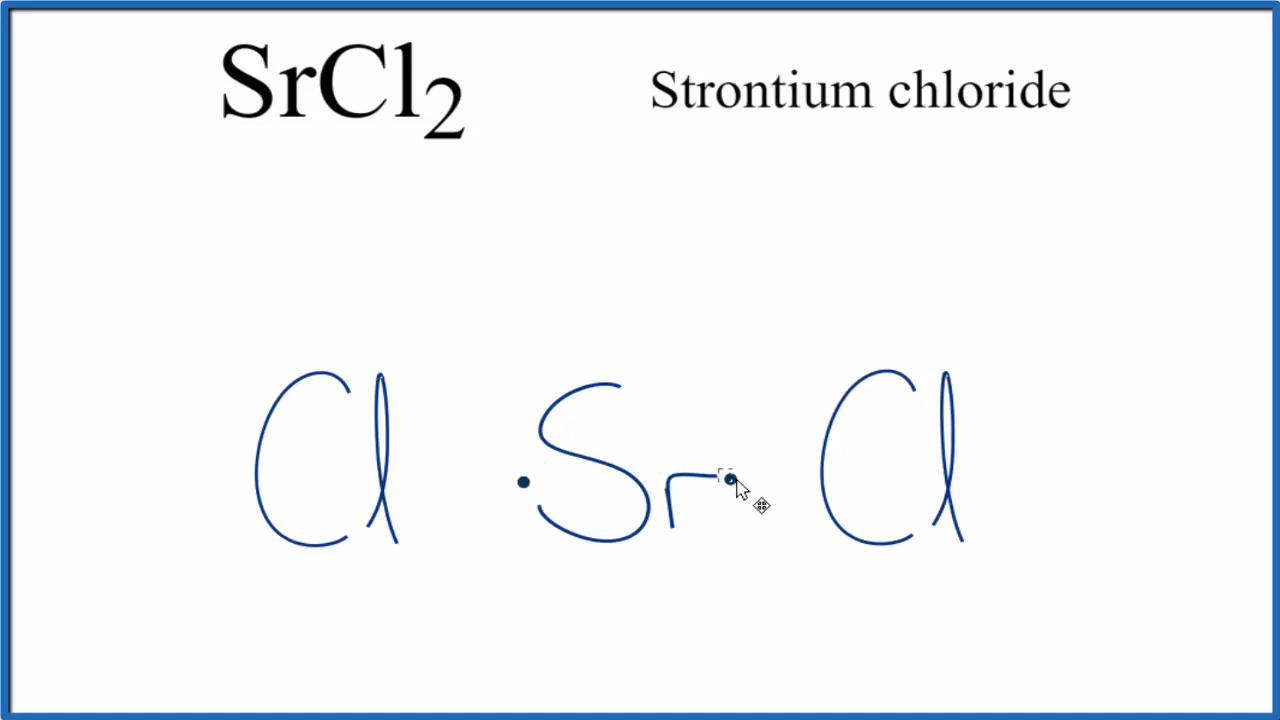 SrCl₂ Strontium chloride
Cl · Sr · Cl